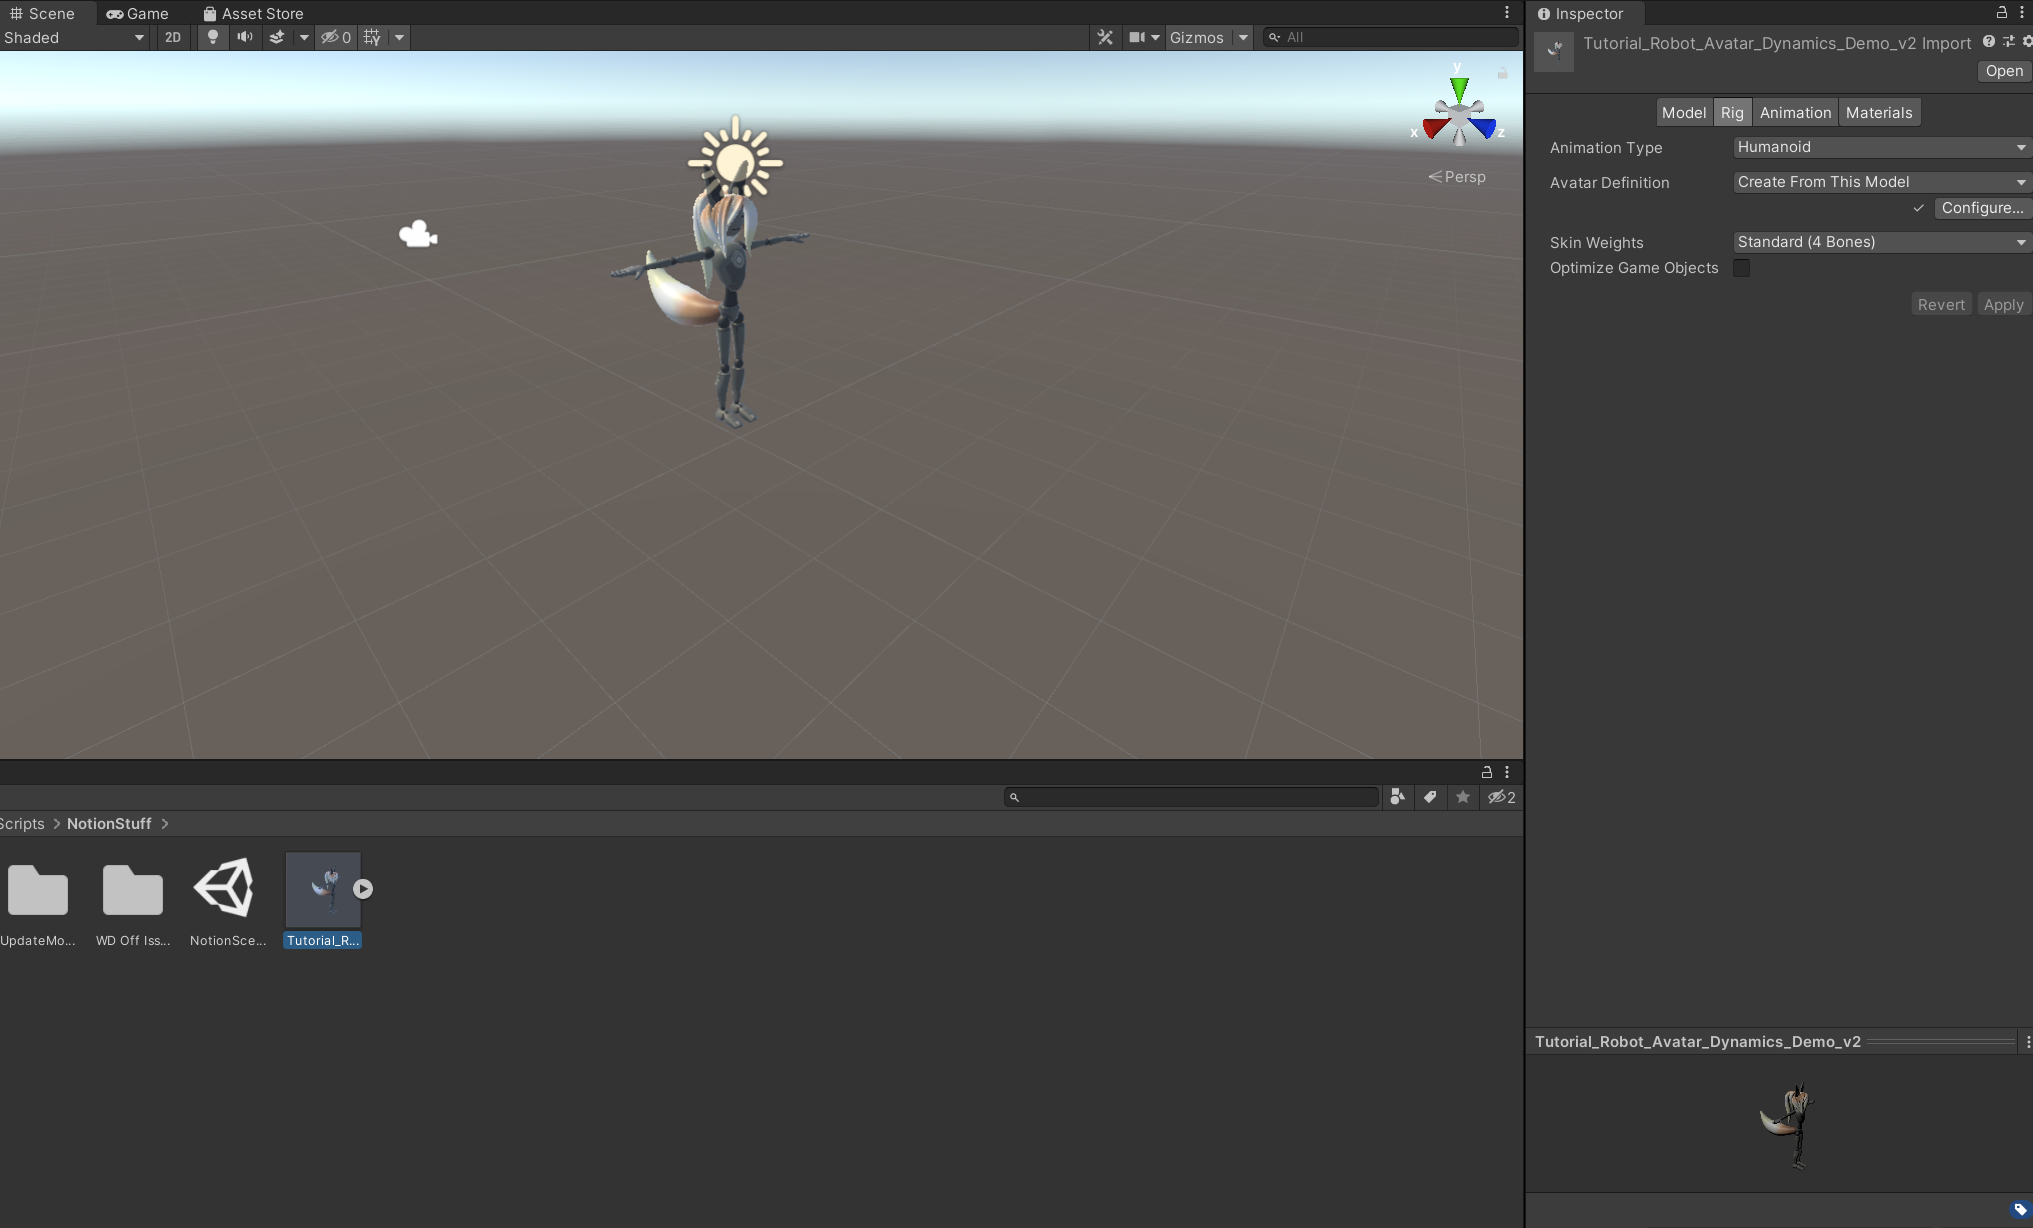 Scene Game Asset Store
Shaded 2D 0 Gizmos All
y
x z
Persp
Inspector
Tutorial_Robot_Avatar_Dynamics_Demo_v2 Import
Open
Model Rig Animation Materials
Animation Type Humanoid
Avatar Definition Create From This Model
Configure...
Skin Weights Standard (4 Bones)
Optimize Game Objects
Revert Apply
2
Scripts > NotionStuff >
UpdateMo... WD Off Iss... NotionSce... Tutorial_R...
Tutorial_Robot_Avatar_Dynamics_Demo_v2